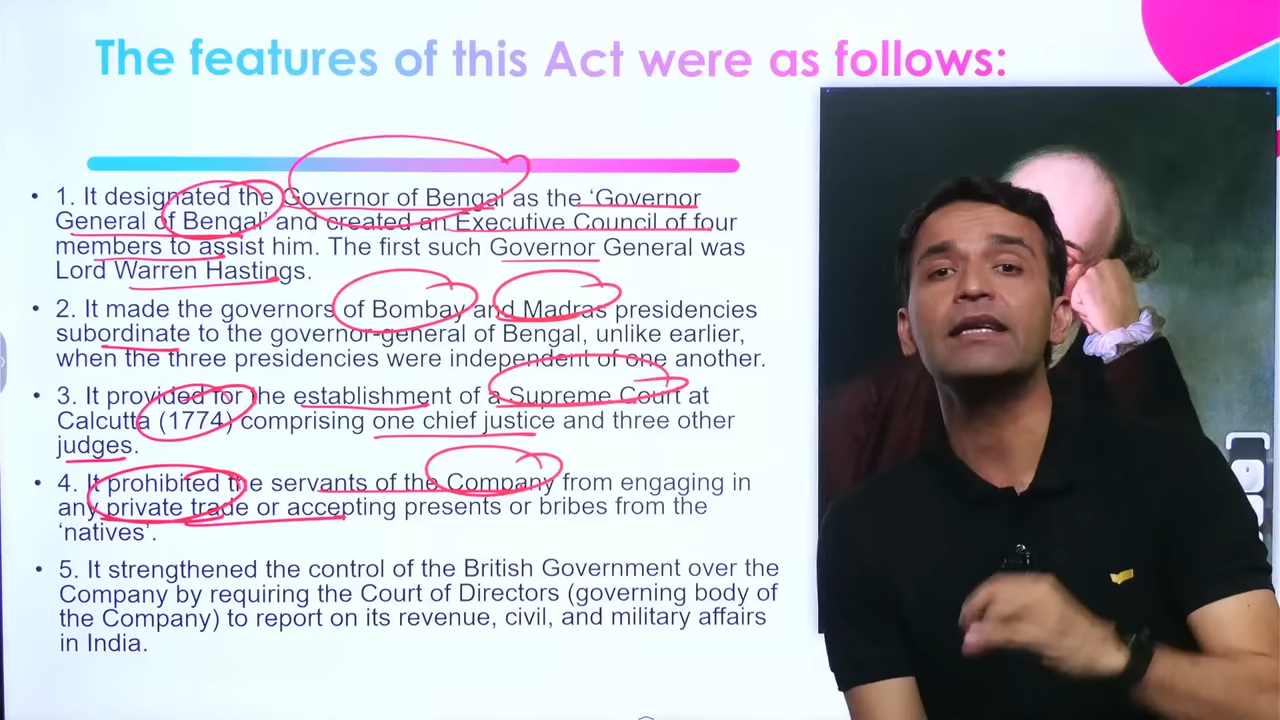 The features of this Act were as follows:
• 1. It designated the Governor of Bengal as the ‘Governor
General of Bengal’ and created an Executive Council of four
members to assist him. The first such Governor General was
Lord Warren Hastings.
• 2. It made the governors of Bombay and Madras presidencies
subordinate to the governor-general of Bengal, unlike earlier,
when the three presidencies were independent of one another.
• 3. It provided for the establishment of a Supreme Court at
Calcutta (1774) comprising one chief justice and three other
judges.
• 4. It prohibited the servants of the Company from engaging in
any private trade or accepting presents or bribes from the
‘natives’.
• 5. It strengthened the control of the British Government over the
Company by requiring the Court of Directors (governing body of
the Company) to report on its revenue, civil, and military affairs
in India.